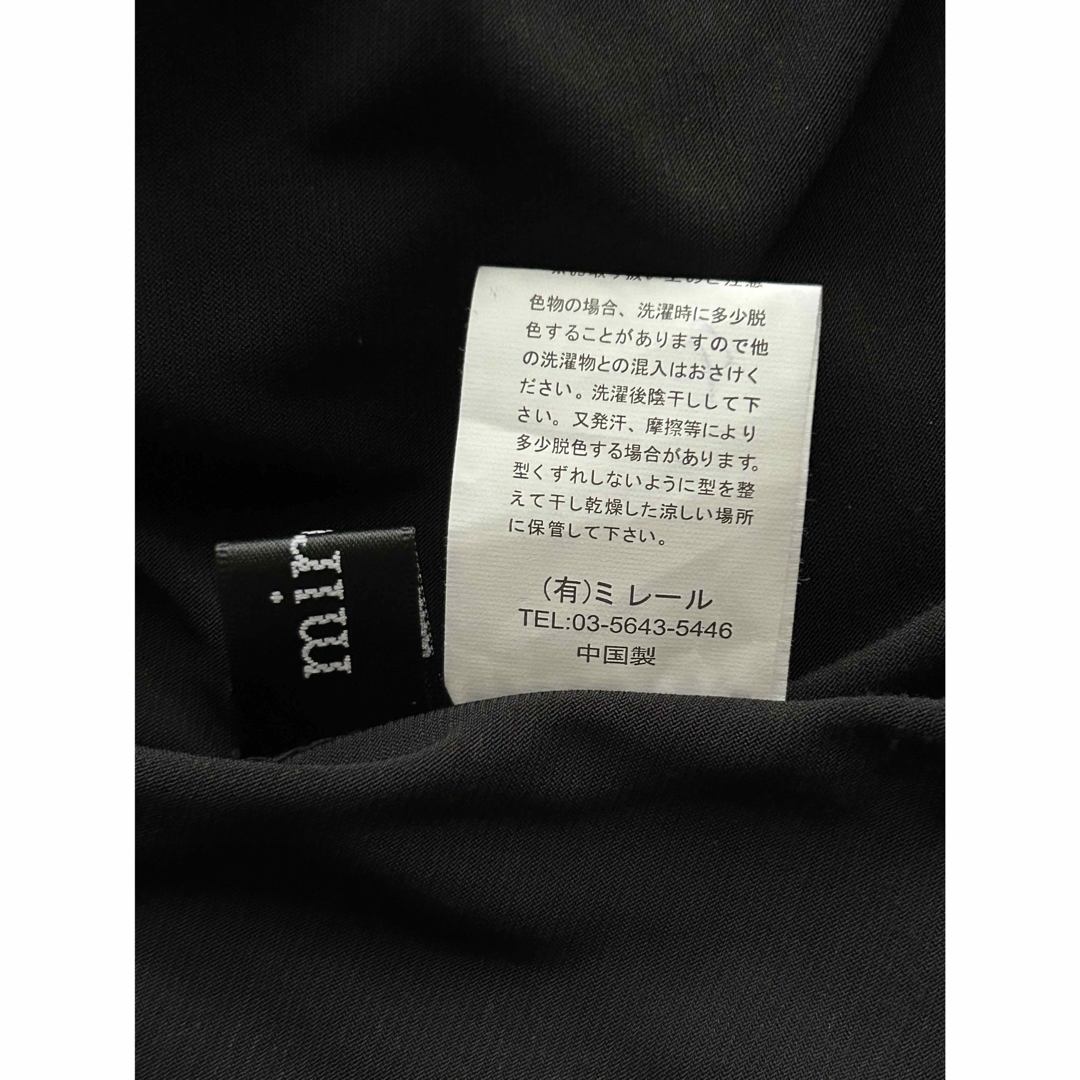 色物の場合、洗濯時に多少脱
色することがありますので他
の洗濯物との混入はおさけく
ださい。洗濯後陰干しして下
さい。又発汗、摩擦等により
多少脱色する場合があります。
型くずれしないように型を整
えて干し乾燥した涼しい場所
に保管して下さい。
(有)ミレール
TEL:03-5643-5446
中国製
mir